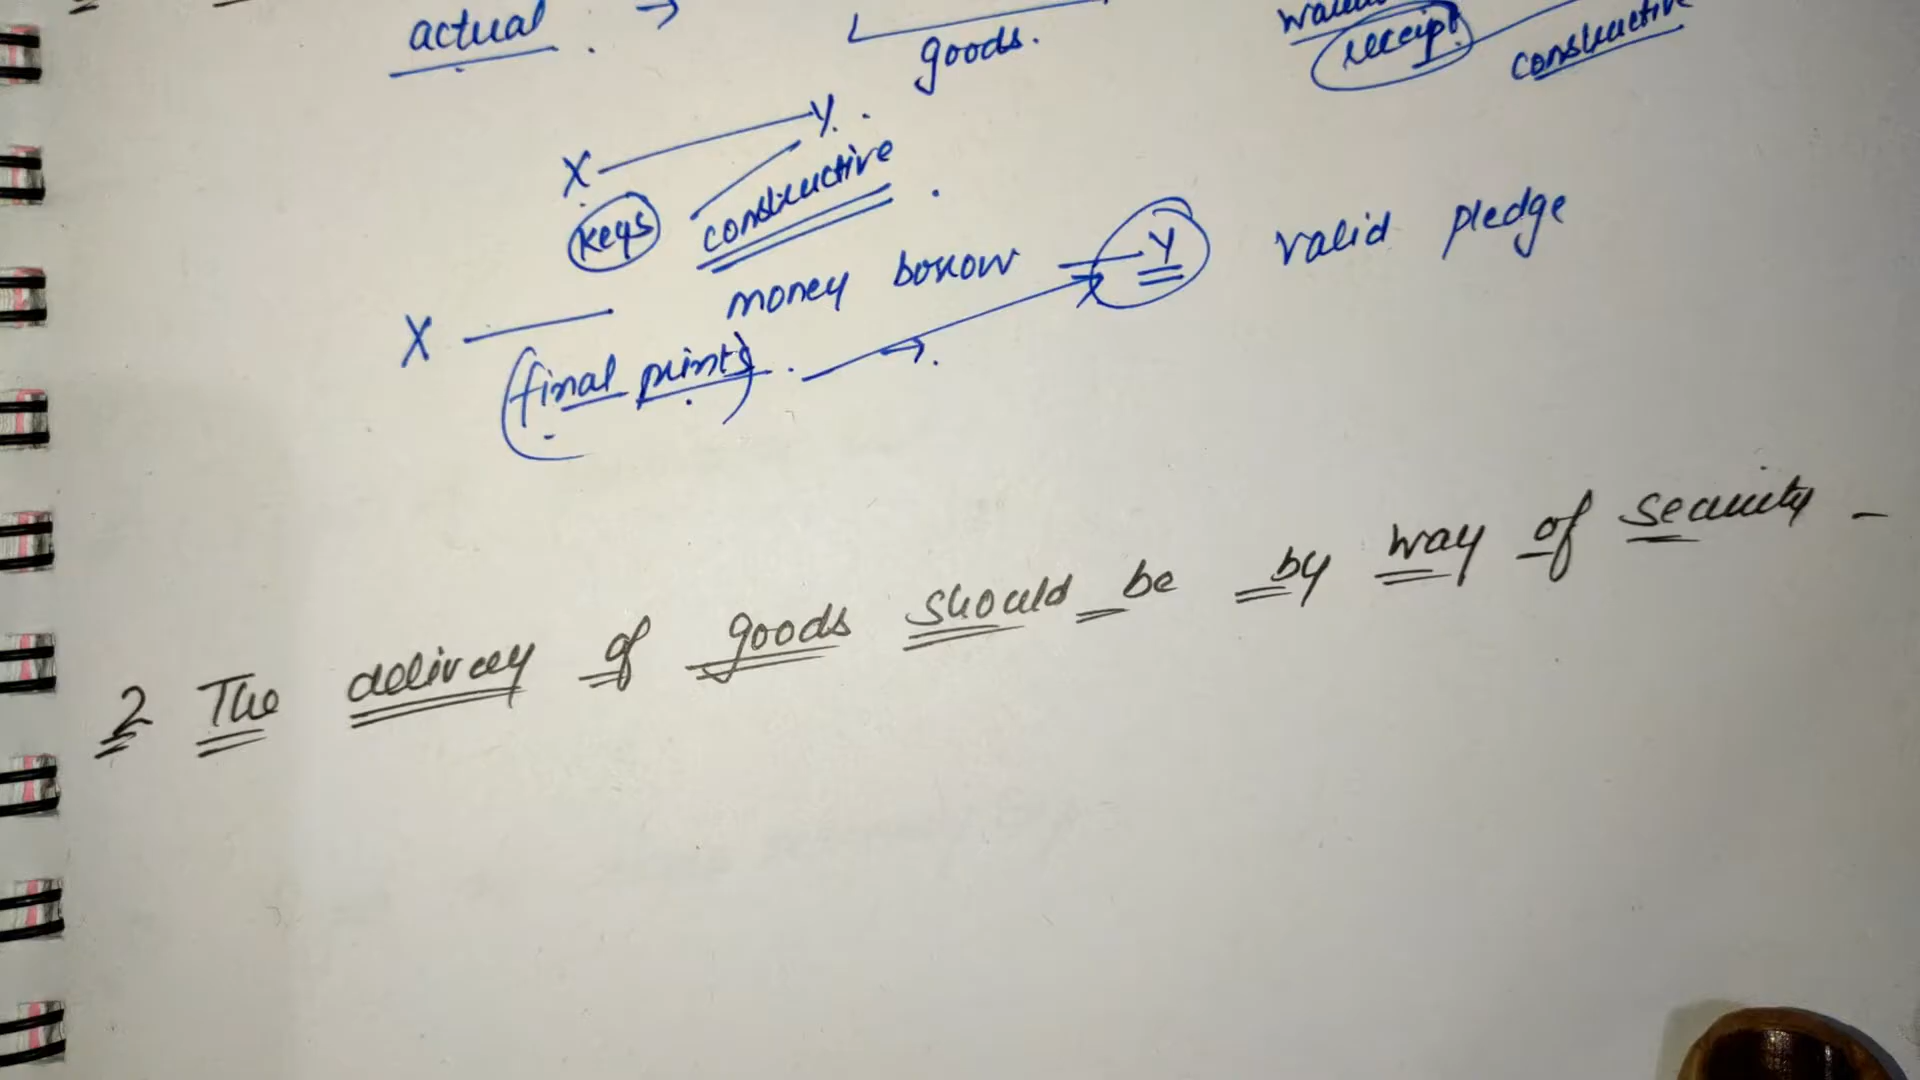 actual →
goods.
receipt
constructive
X Y.
keys constructive
money borrow Y valid pledge
X
(final prints)
2 The delivery of goods should be by way of security -